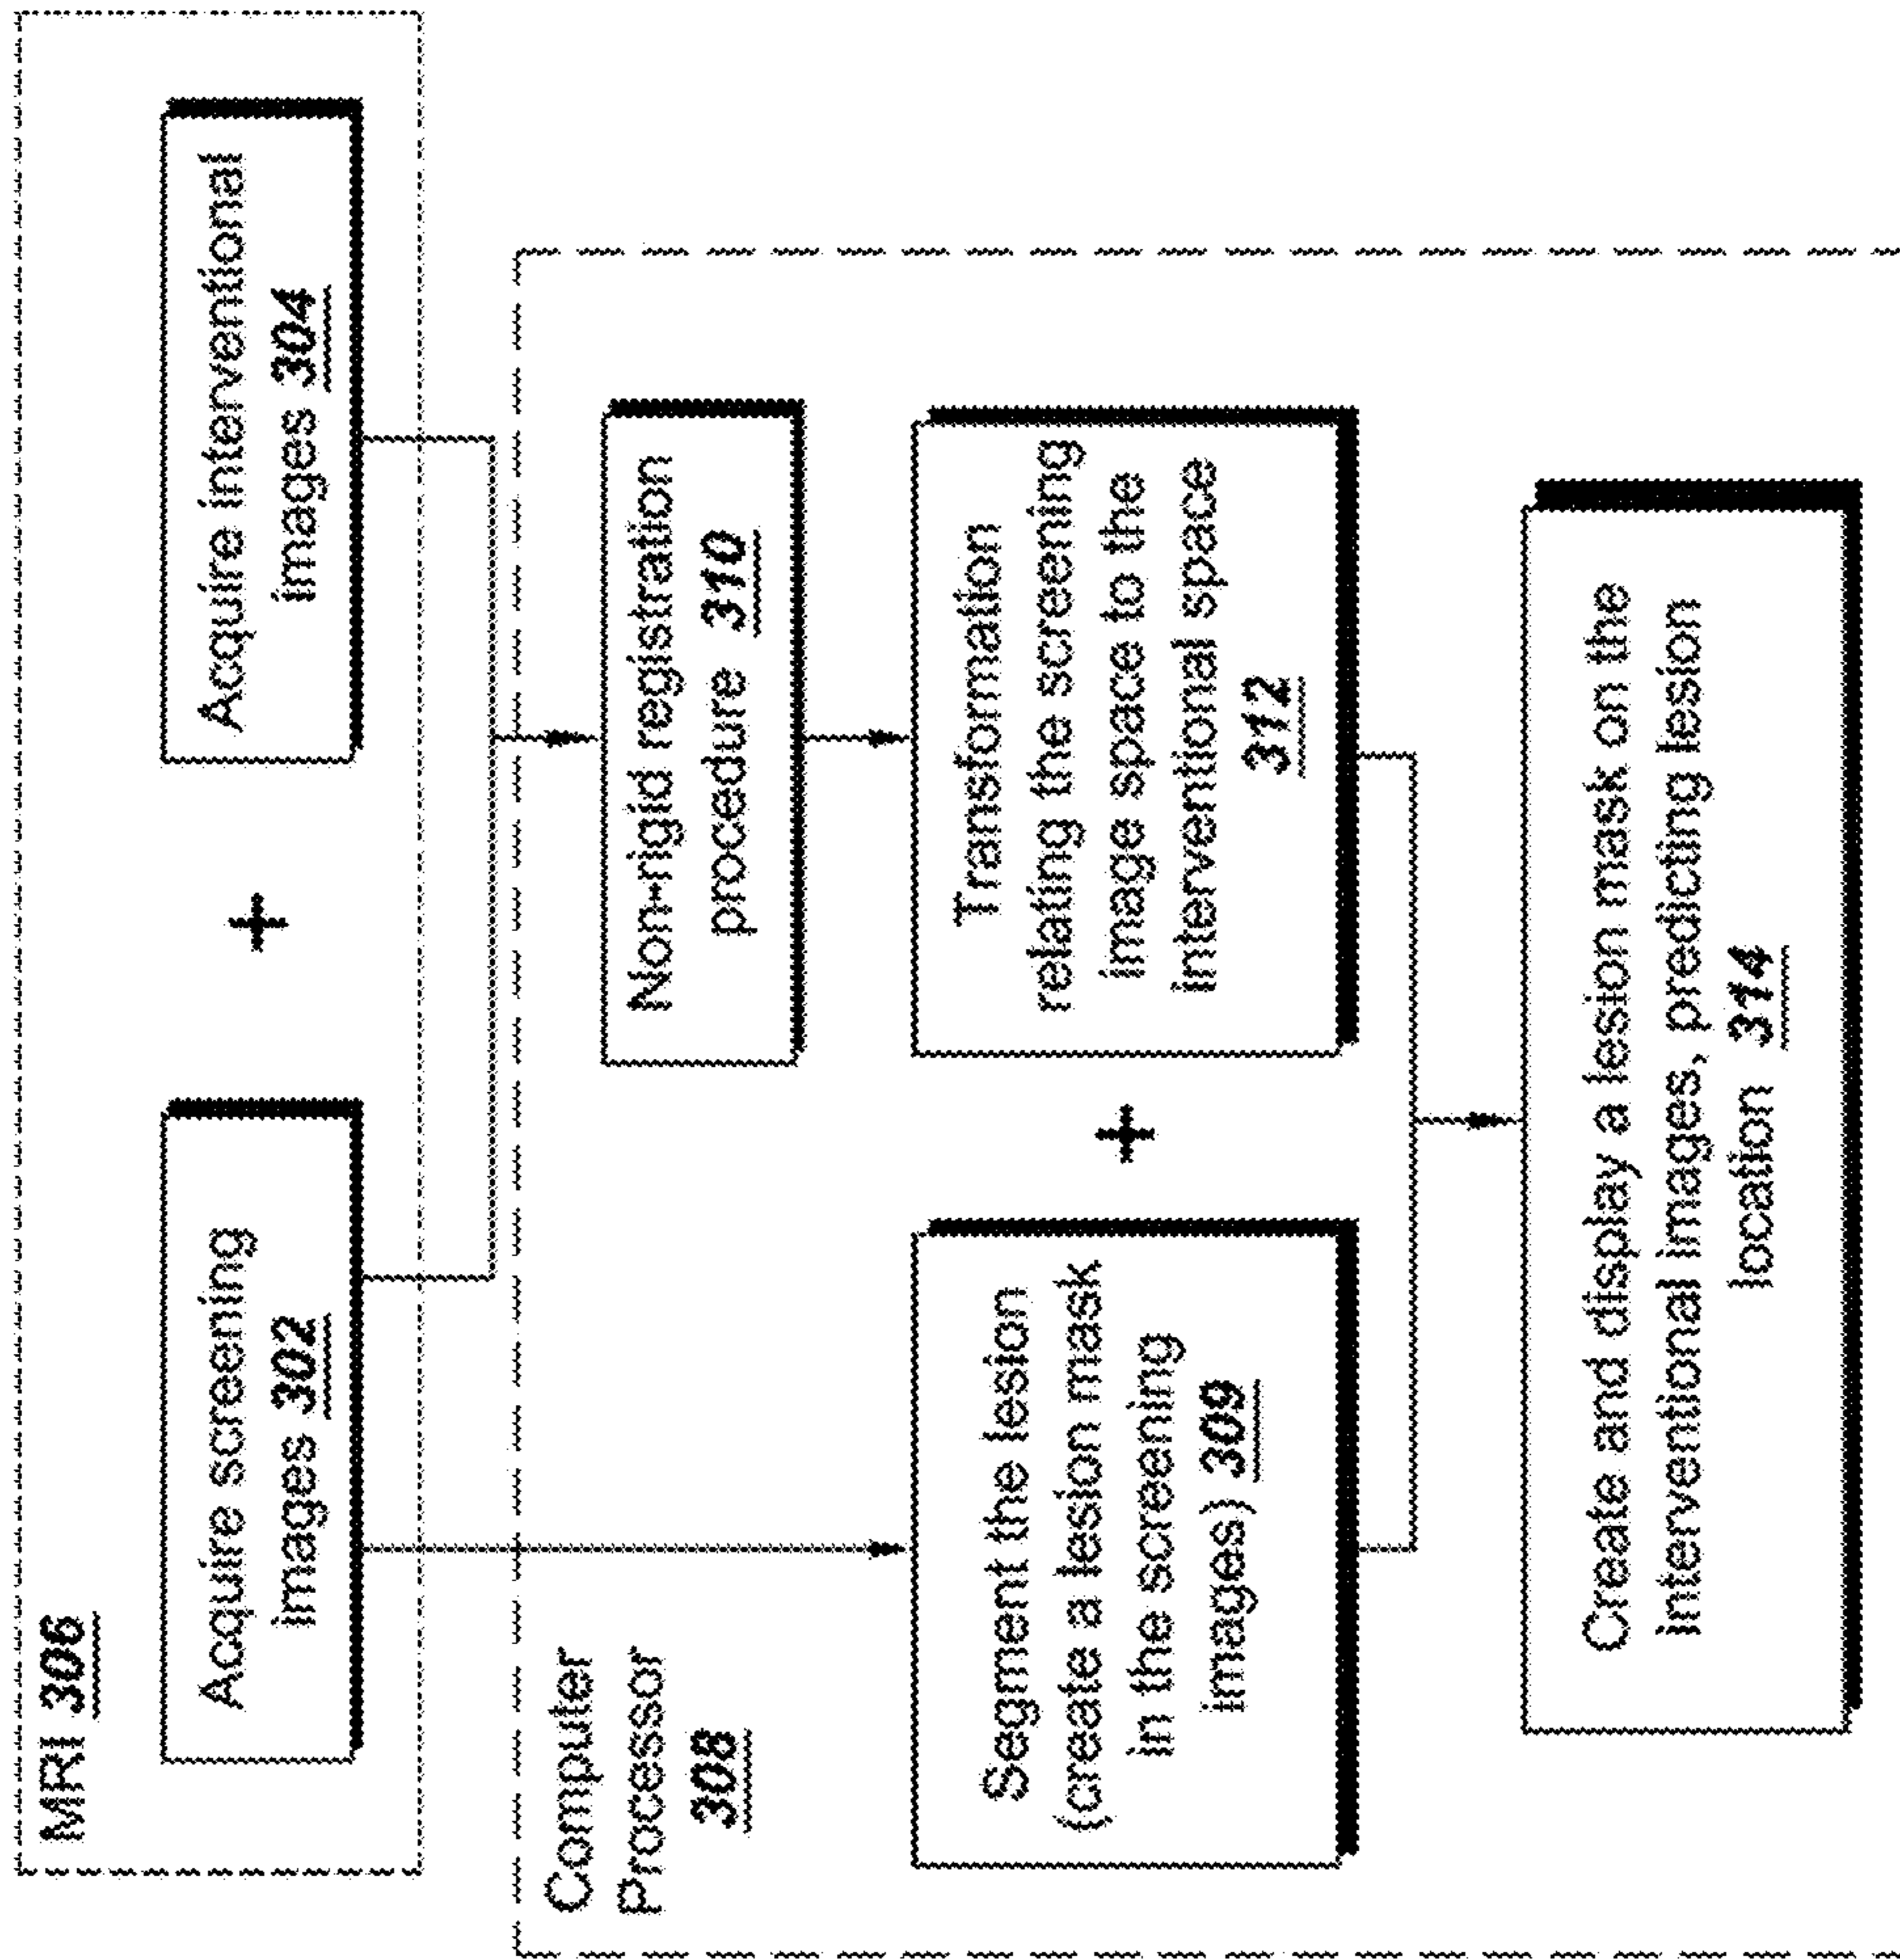 MRI 306
Acquire screening
images 302
+
Acquire interventional
images 304
Computer
Processor
308
Non-rigid registration
procedure 310
Segment the lesion
(create a lesion mask
in the screening
images) 309
+
Transformation
relating the screening
image space to the
interventional space
312
Create and display a lesion mask on the
interventional images, predicting lesion
location 314